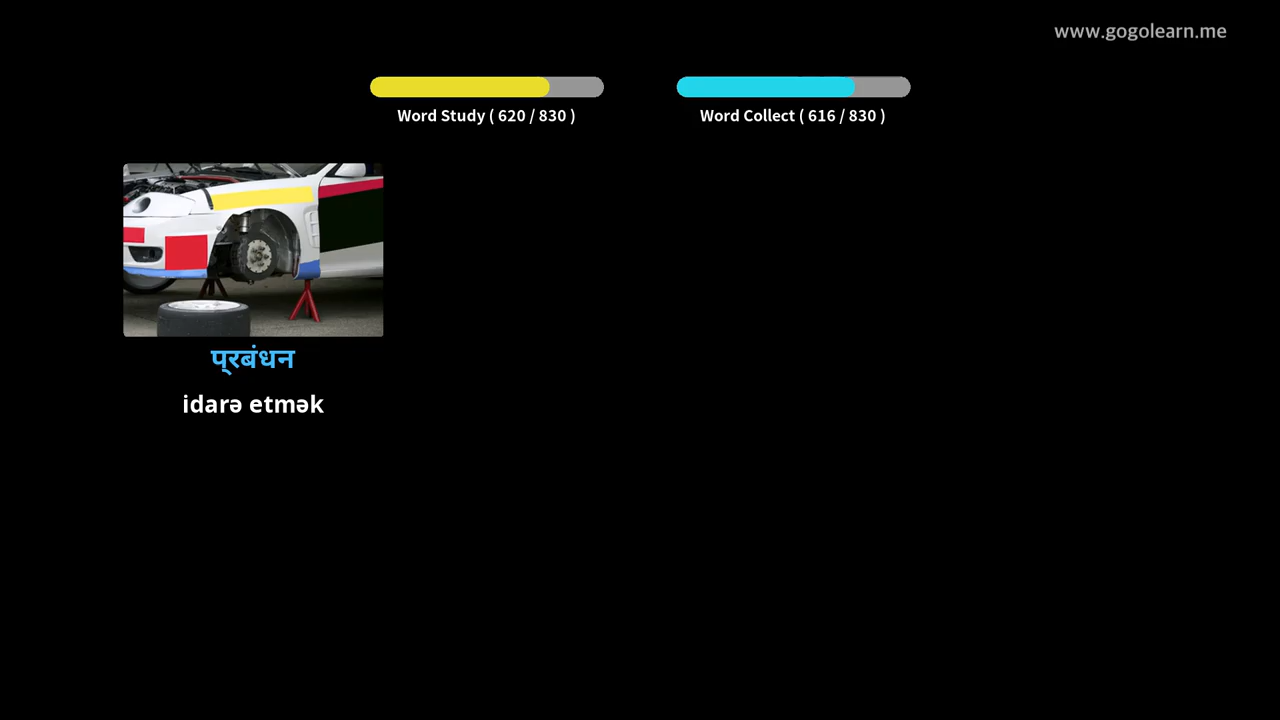 www.gogolearn.me
Word Study ( 620 / 830 )
Word Collect ( 616 / 830 )
प्रबंधन
idarə etmək